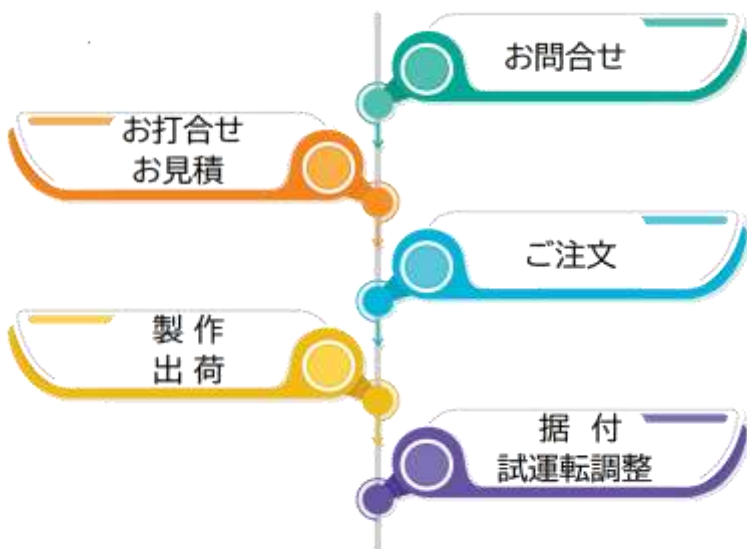 お問合せ
お打合せ
お見積
ご注文
製 作
出 荷
据 付
試運転調整